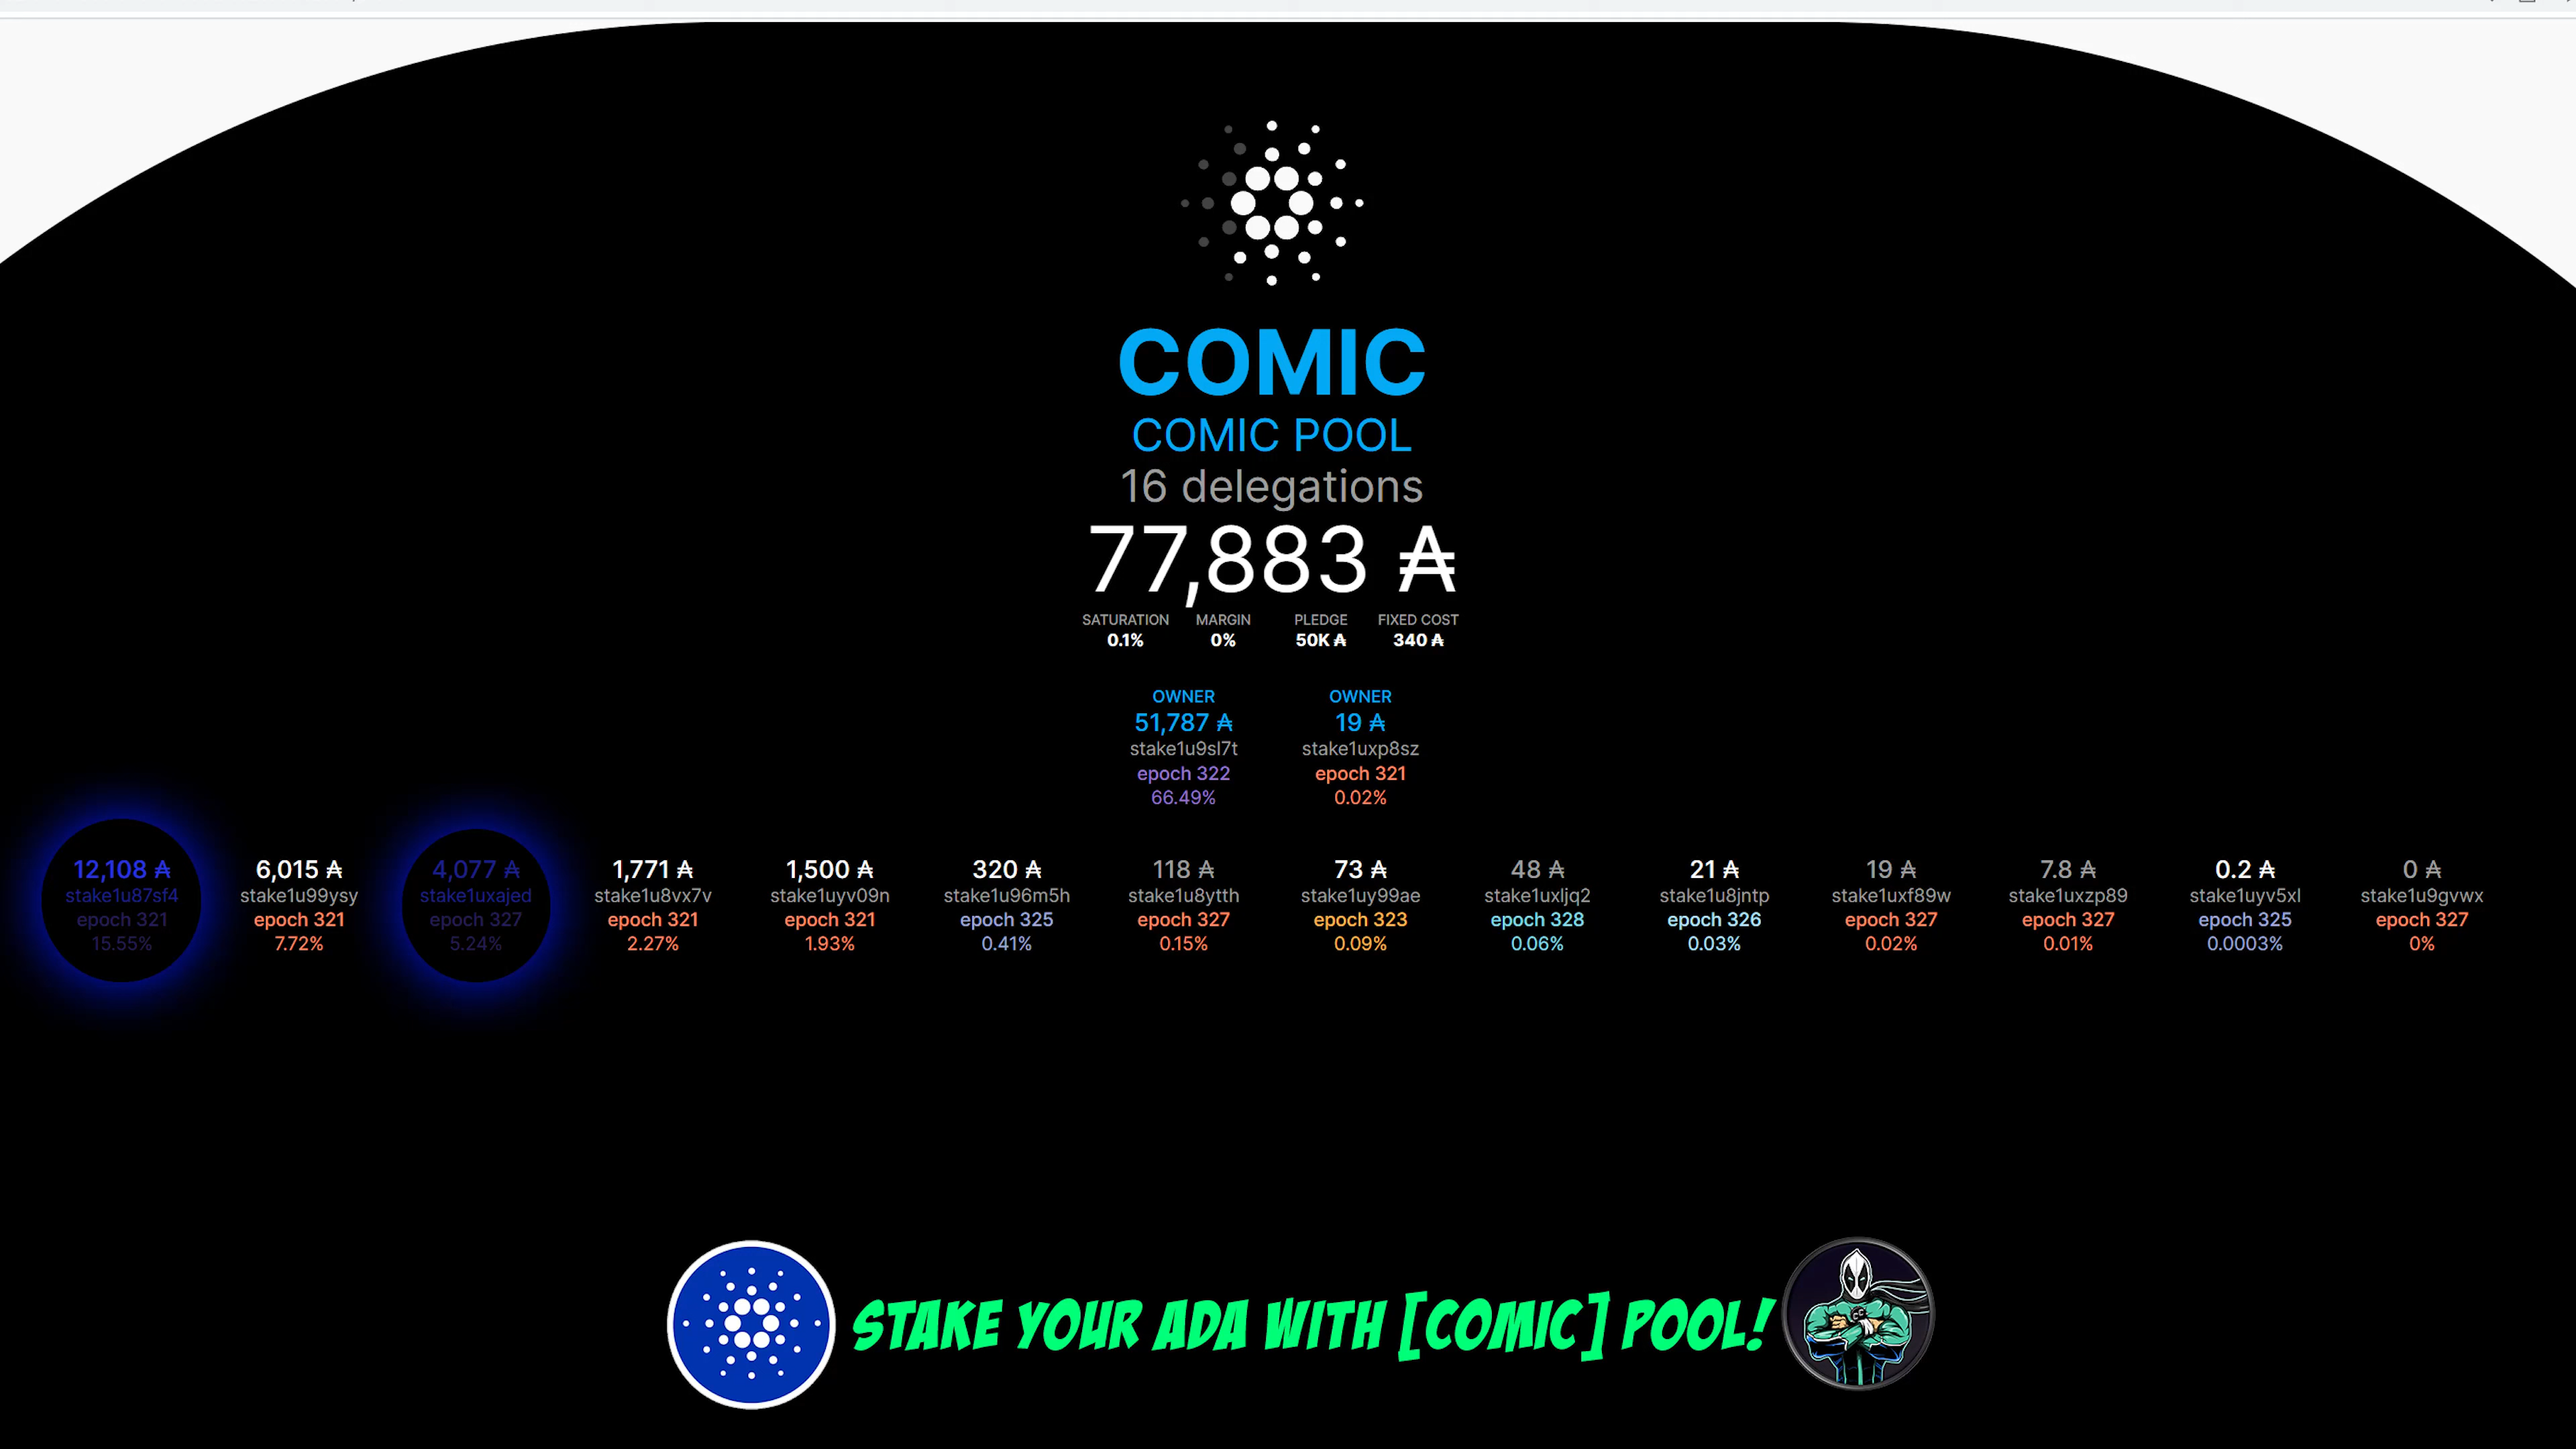 COMIC
COMIC POOL
16 delegations
77,883 ₳
SATURATION MARGIN PLEDGE FIXED COST
0.1% 0% 50K ₳ 340 ₳
OWNER OWNER
51,787 ₳ 19 ₳
stake1u9sl7t stake1uxp8sz
epoch 322 epoch 321
66.49% 0.02%
12,108 ₳ 6,015 ₳ 4,077 ₳ 1,771 ₳ 1,500 ₳ 320 ₳ 118 ₳ 73 ₳ 48 ₳ 21 ₳ 19 ₳ 7.8 ₳ 0.2 ₳ 0 ₳
stake1u87sf4 stake1u99ysy stake1uxajed stake1u8vx7v stake1uyv09n stake1u96m5h stake1u8ytth stake1uy99ae stake1uxljq2 stake1u8jntp stake1uxf89w stake1uxzp89 stake1uyv5xl stake1u9gvwx
epoch 321 epoch 321 epoch 327 epoch 321 epoch 321 epoch 325 epoch 327 epoch 323 epoch 328 epoch 326 epoch 327 epoch 327 epoch 325 epoch 327
15.55% 7.72% 5.24% 2.27% 1.93% 0.41% 0.15% 0.09% 0.06% 0.03% 0.02% 0.01% 0.0003% 0%
STAKE YOUR ADA WITH [COMIC] POOL!